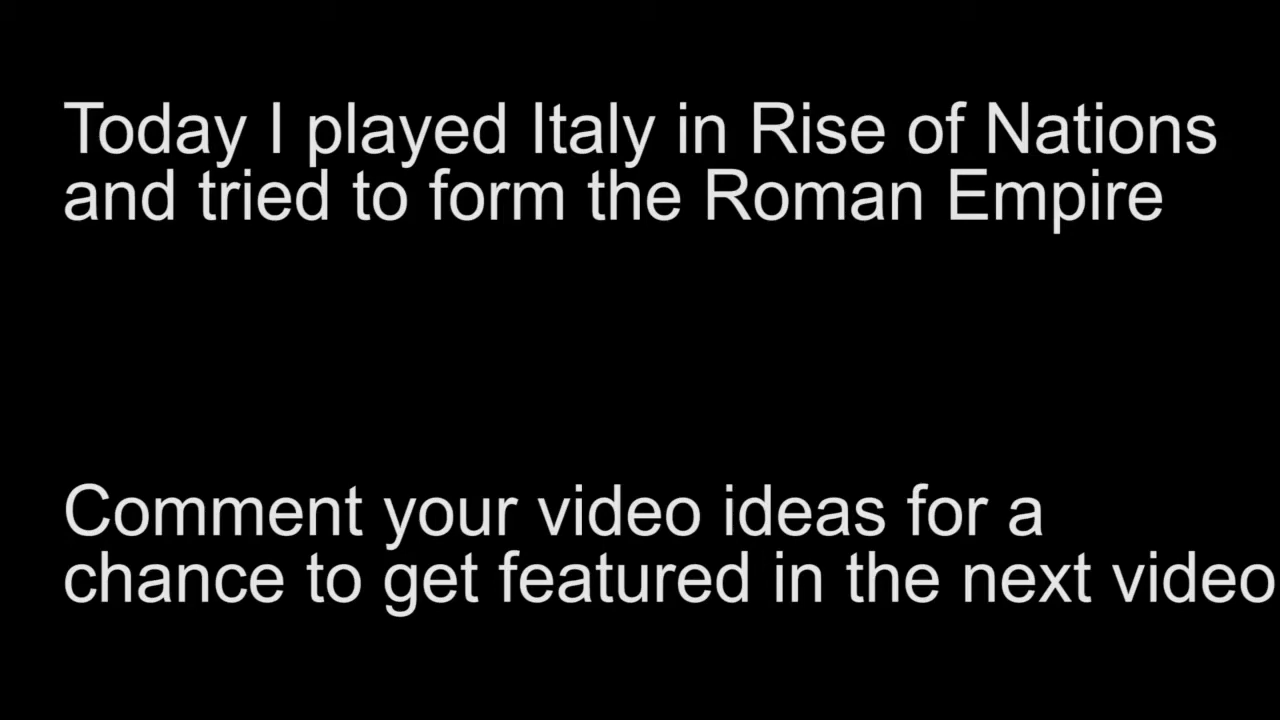 Today I played Italy in Rise of Nations
and tried to form the Roman Empire
Comment your video ideas for a
chance to get featured in the next video